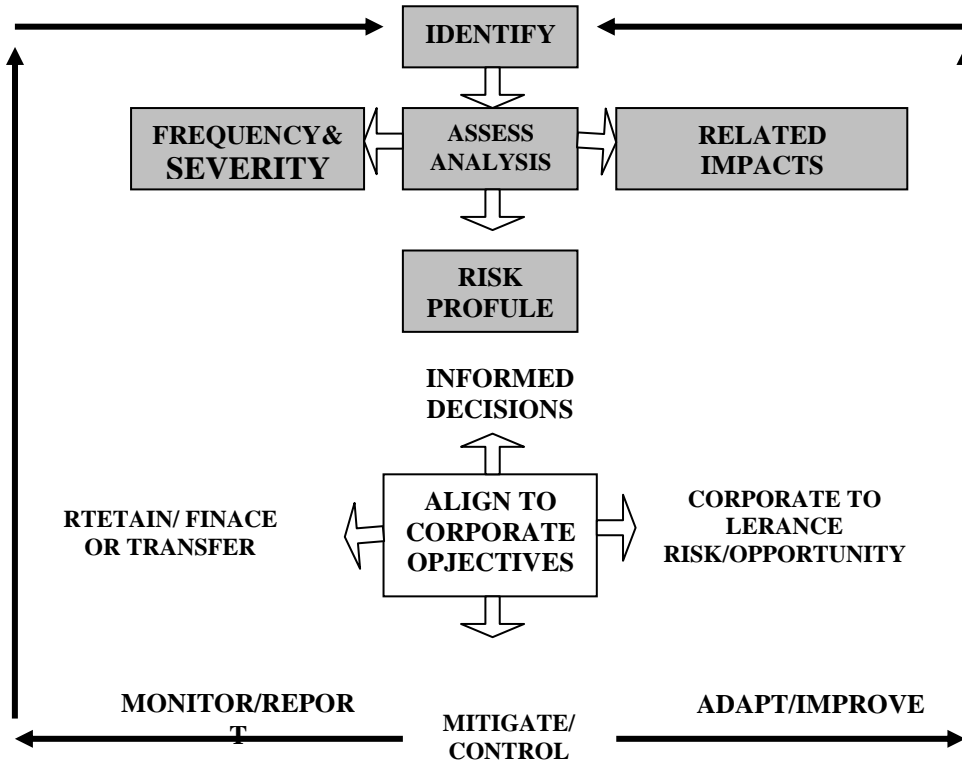 IDENTIFY
FREQUENCY&
SEVERITY
ASSESS
ANALYSIS
RELATED
IMPACTS
RISK
PROFULE
INFORMED
DECISIONS
RTETAIN/ FINACE
OR TRANSFER
ALIGN TO
CORPORATE
OPJECTIVES
CORPORATE TO
LERANCE
RISK/OPPORTUNITY
MONITOR/REPOR
T
MITIGATE/
CONTROL
ADAPT/IMPROVE